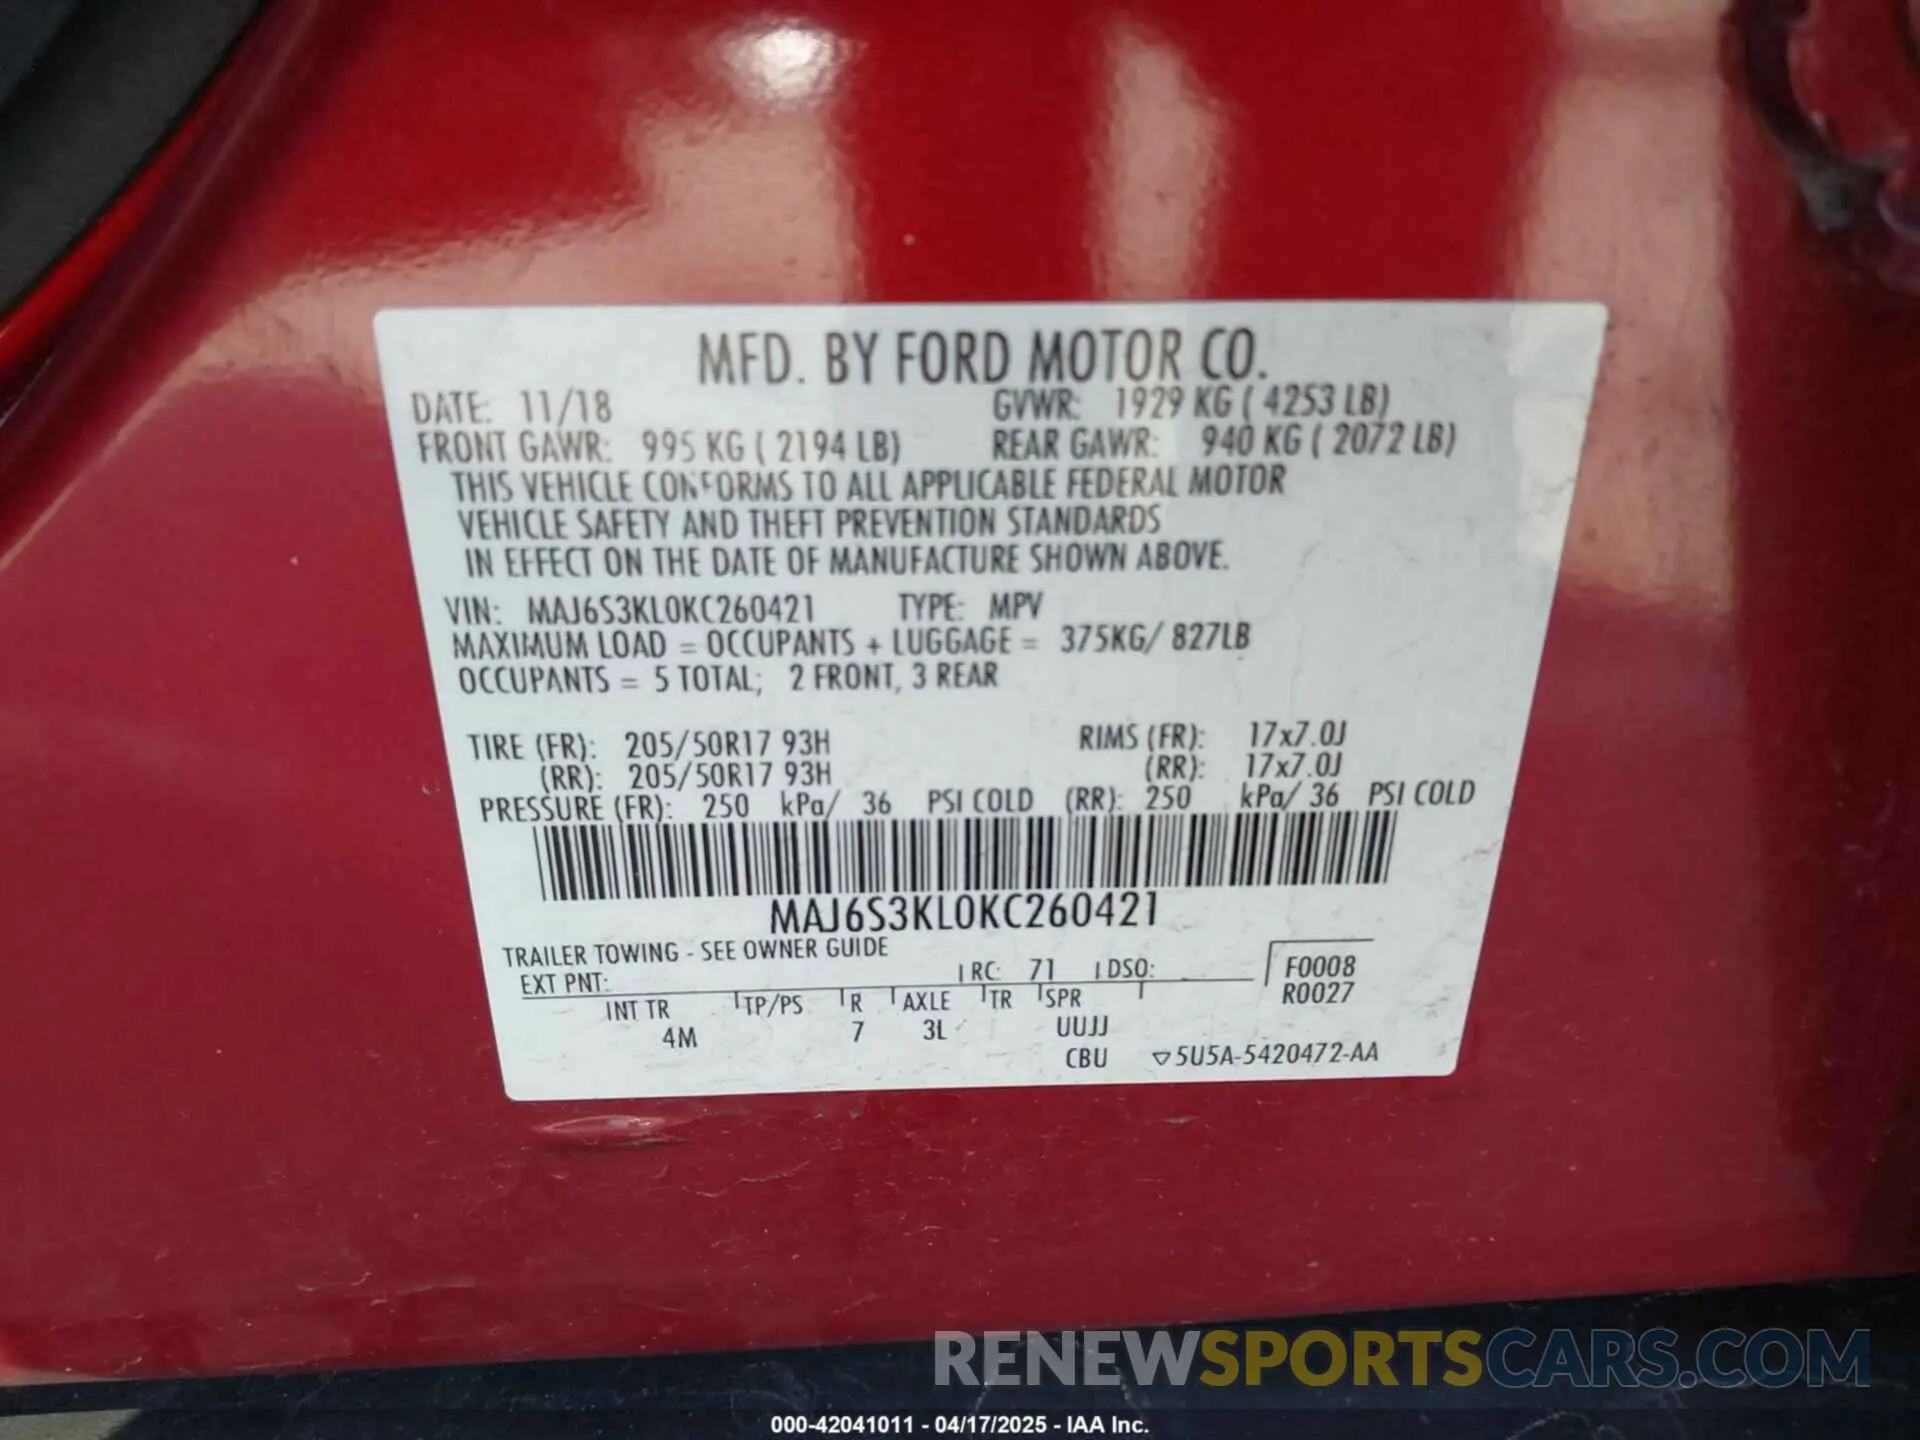 MFD. BY FORD MOTOR CO.
DATE: 11/18 GVWR: 1929 KG ( 4253 LB)
FRONT GAWR: 995 KG ( 2194 LB) REAR GAWR: 940 KG ( 2072 LB)
THIS VEHICLE CONFORMS TO ALL APPLICABLE FEDERAL MOTOR
VEHICLE SAFETY AND THEFT PREVENTION STANDARDS
IN EFFECT ON THE DATE OF MANUFACTURE SHOWN ABOVE.
VIN: MAJ6S3KL0KC260421 TYPE: MPV
MAXIMUM LOAD = OCCUPANTS + LUGGAGE = 375KG/ 827LB
OCCUPANTS = 5 TOTAL; 2 FRONT, 3 REAR
TIRE (FR): 205/50R17 93H RIMS (FR): 17x7.0J
(RR): 205/50R17 93H (RR): 17x7.0J
PRESSURE (FR): 250 kPa/ 36 PSI COLD (RR): 250 kPa/ 36 PSI COLD
MAJ6S3KL0KC260421
TRAILER TOWING - SEE OWNER GUIDE
EXT PNT: RC: 71 DSO: F0008
R0027
INT TR TP/PS R AXLE TR SPR
4M 7 3L UUJJ
CBU ▽5U5A-5420472-AA
RENEWSPORTSCARS.COM
000-42041011 - 04/17/2025 - IAA Inc.